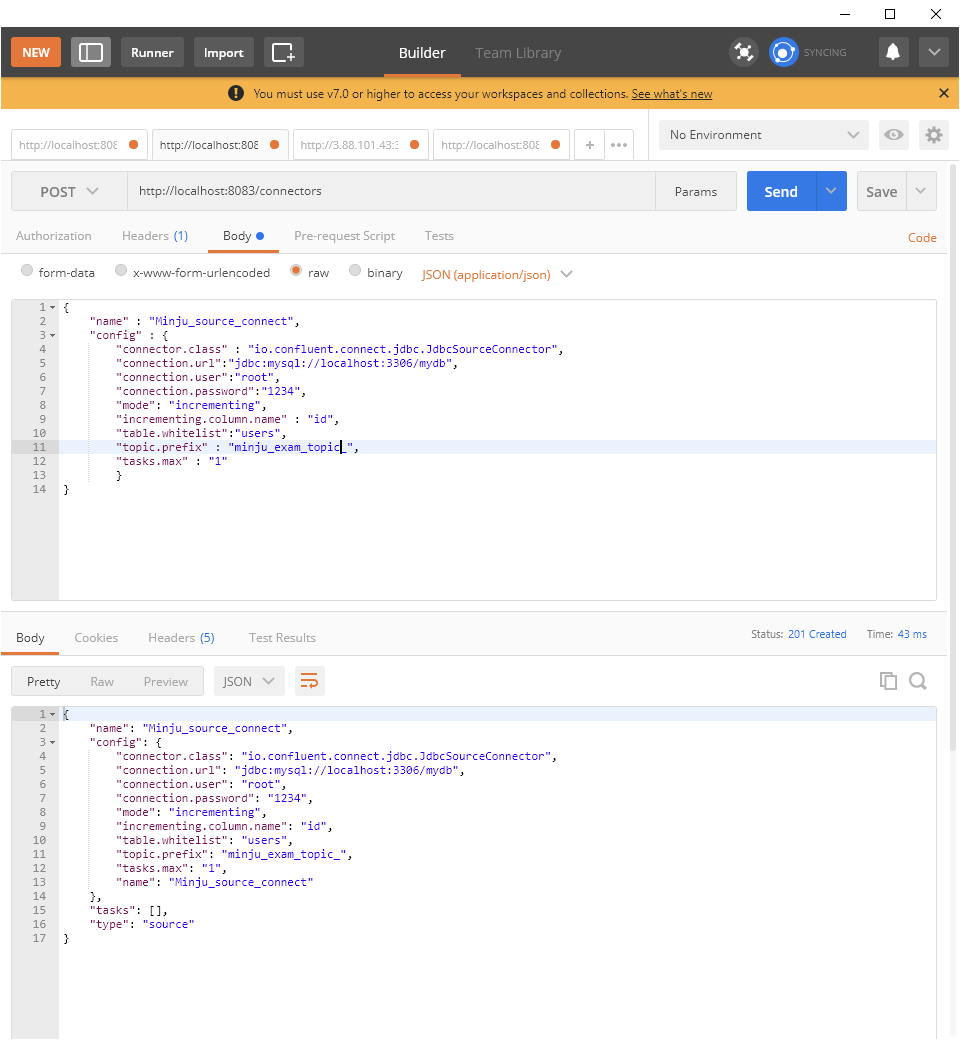 NEW Runner Import Builder Team Library SYNCING
You must use v7.0 or higher to access your workspaces and collections. See what's new
http://localhost:808 http://localhost:808 http://3.88.101.43:3 http://localhost:808 + ••• No Environment
POST http://localhost:8083/connectors Params Send Save
Authorization Headers (1) Body Pre-request Script Tests Code
form-data x-www-form-urlencoded raw binary JSON (application/json)
1 {
2 "name" : "Minju_source_connect",
3 "config" : {
4 "connector.class" : "io.confluent.connect.jdbc.JdbcSourceConnector",
5 "connection.url":"jdbc:mysql://localhost:3306/mydb",
6 "connection.user":"root",
7 "connection.password":"1234",
8 "mode": "incrementing",
9 "incrementing.column.name" : "id",
10 "table.whitelist":"users",
11 "topic.prefix" : "minju_exam_topic_",
12 "tasks.max" : "1"
13 }
14 }
Body Cookies Headers (5) Test Results Status: 201 Created Time: 43 ms
Pretty Raw Preview JSON
1 {
2 "name": "Minju_source_connect",
3 "config": {
4 "connector.class": "io.confluent.connect.jdbc.JdbcSourceConnector",
5 "connection.url": "jdbc:mysql://localhost:3306/mydb",
6 "connection.user": "root",
7 "connection.password": "1234",
8 "mode": "incrementing",
9 "incrementing.column.name": "id",
10 "table.whitelist": "users",
11 "topic.prefix": "minju_exam_topic_",
12 "tasks.max": "1",
13 "name": "Minju_source_connect"
14 },
15 "tasks": [],
16 "type": "source"
17 }